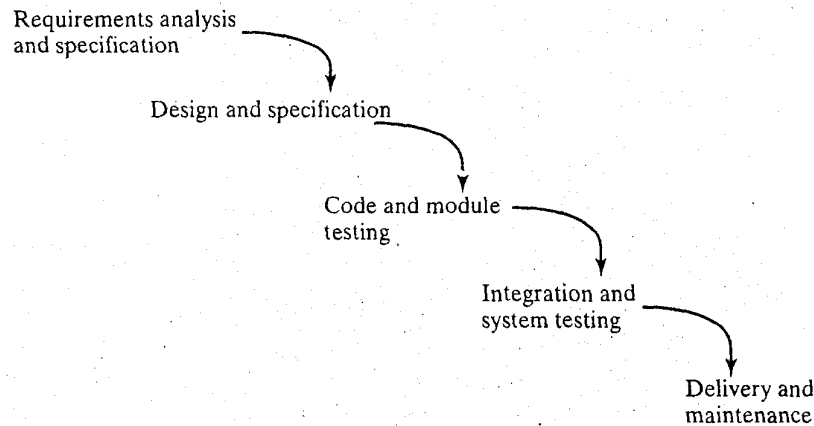 Requirements analysis
and specification
Design and specification
Code and module
testing
Integration and
system testing
Delivery and
maintenance